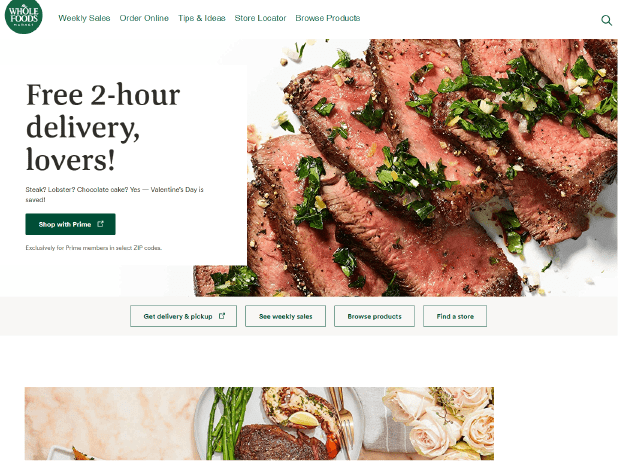 WHOLE
FOODS
MARKET
Weekly Sales Order Online Tips & Ideas Store Locator Browse Products
Free 2-hour
delivery,
lovers!
Steak? Lobster? Chocolate cake? Yes — Valentine's Day is
saved!
Shop with Prime
Exclusively for Prime members in select ZIP codes.
Get delivery & pickup See weekly sales Browse products Find a store